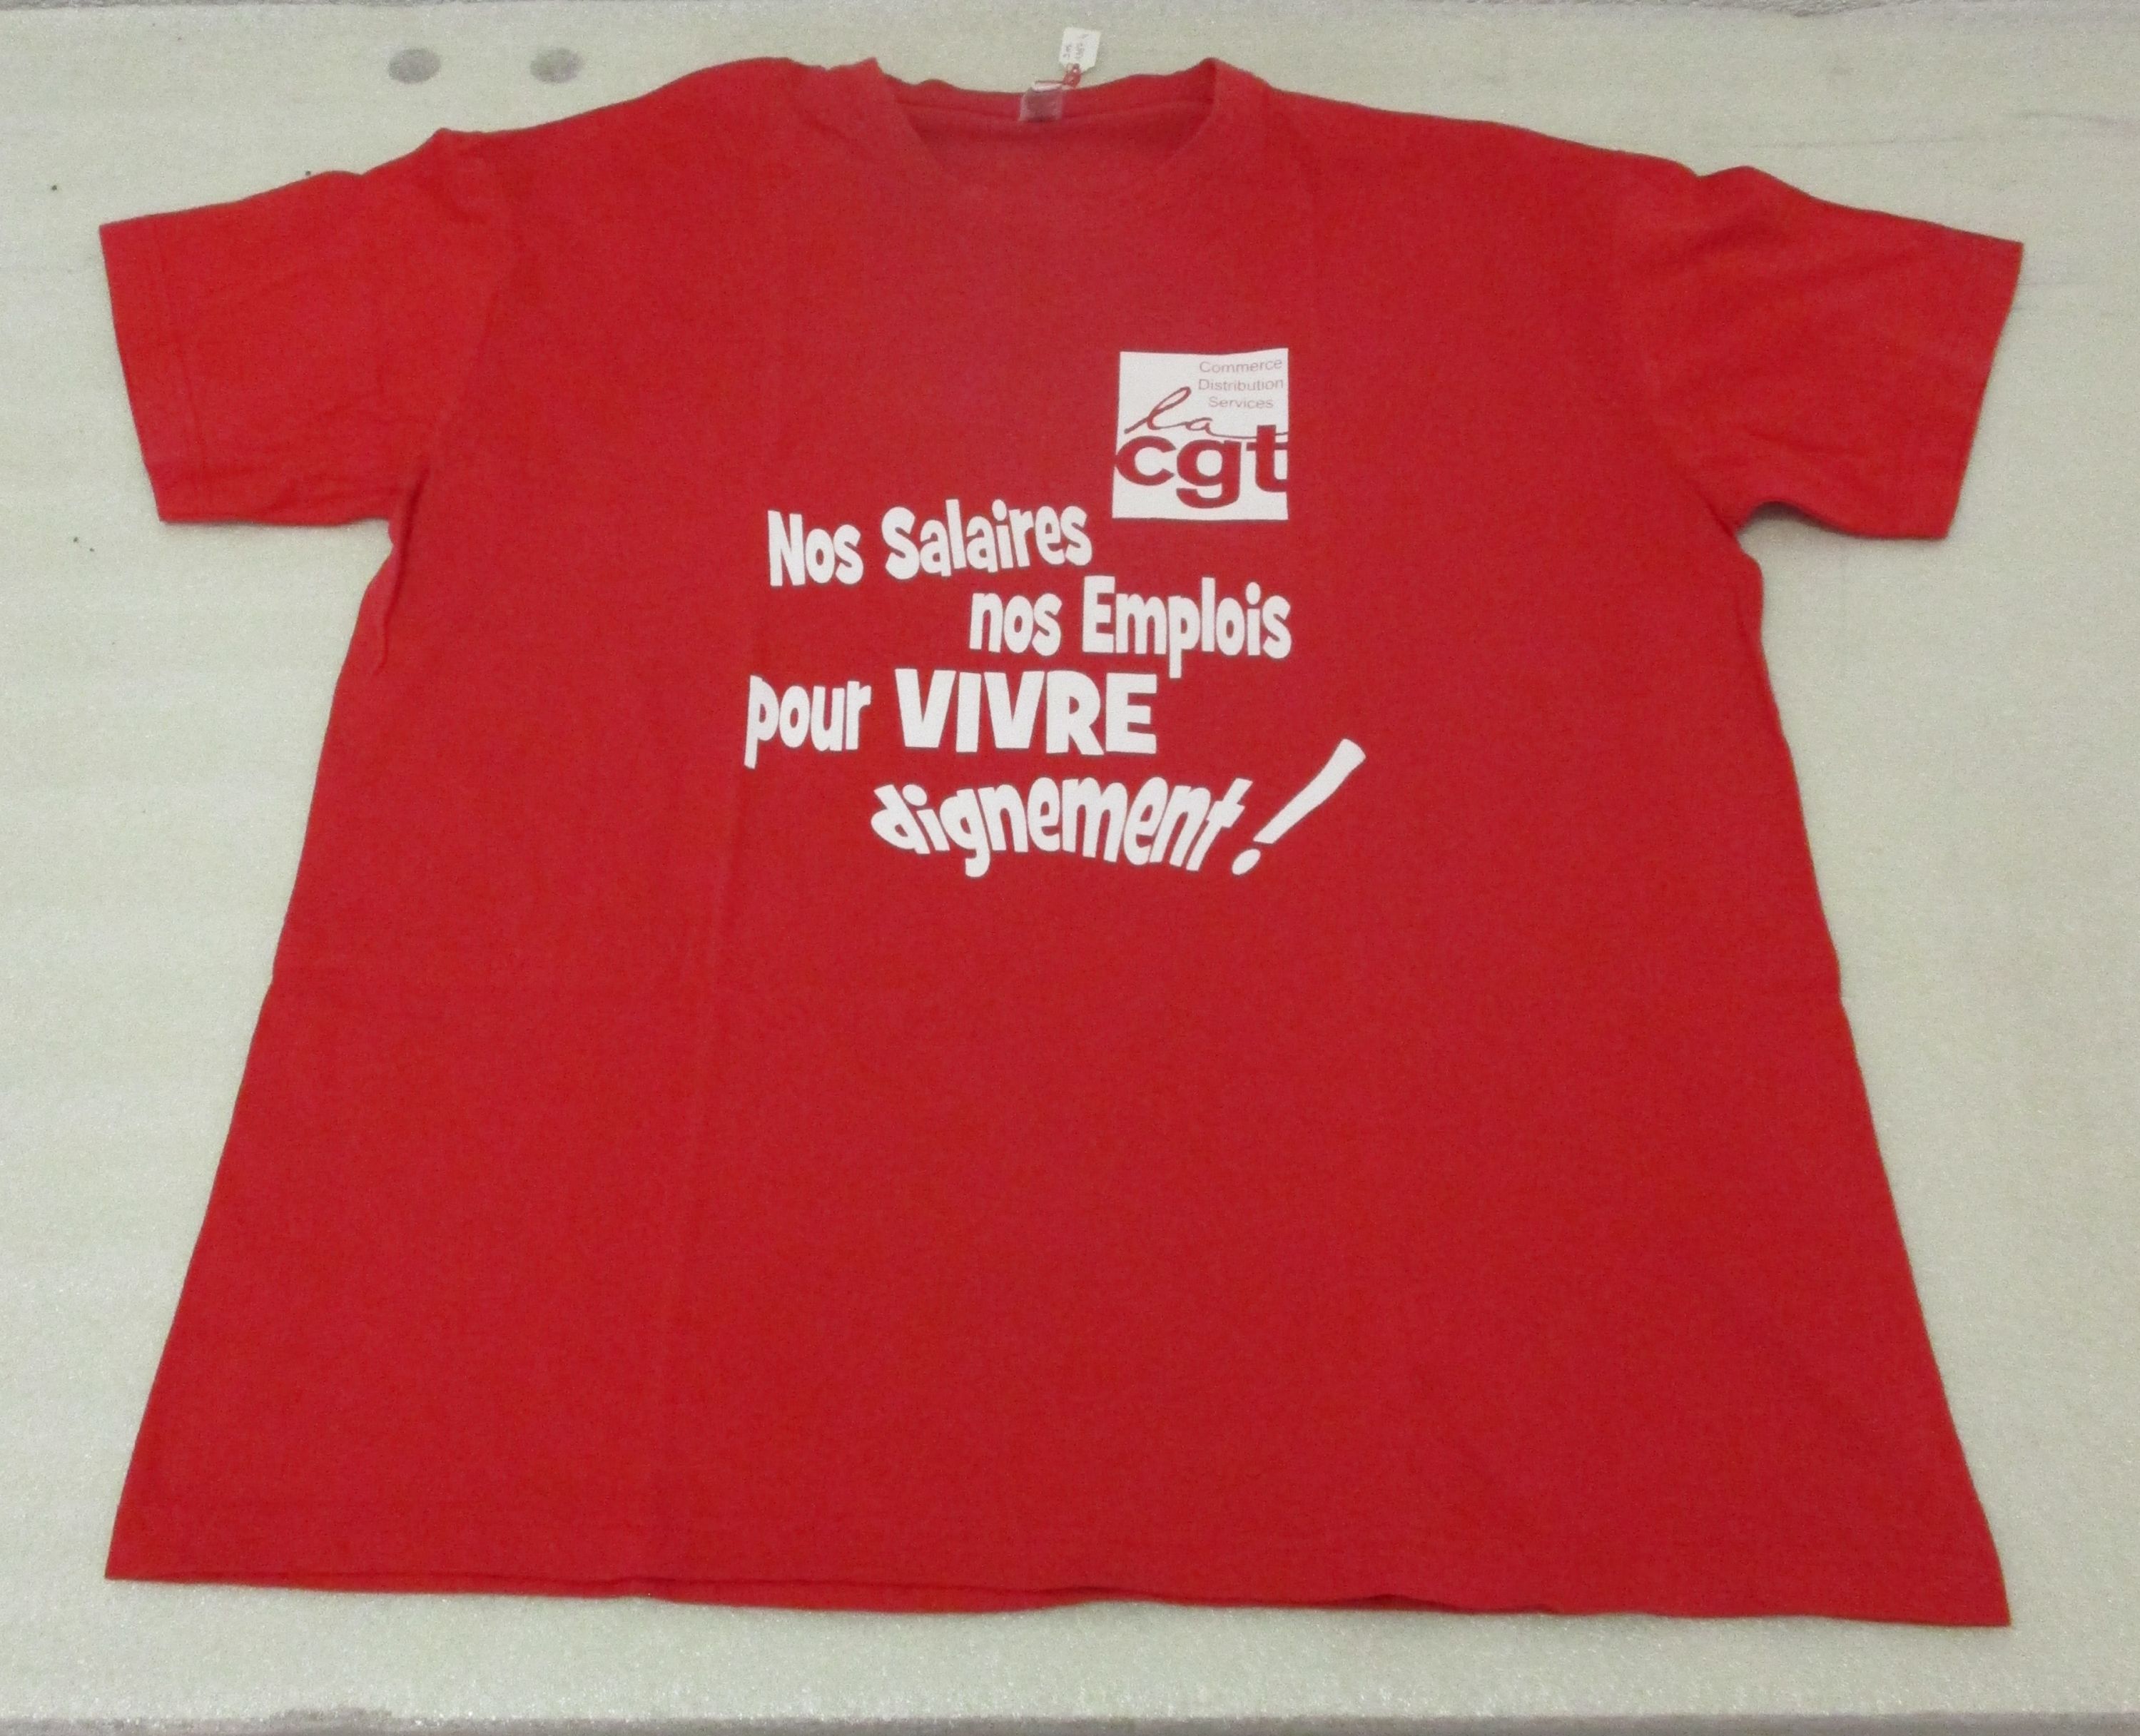 Commerce
Distribution
Services
la
cgt
Nos Salaires
nos Emplois
pour VIVRE
dignement !